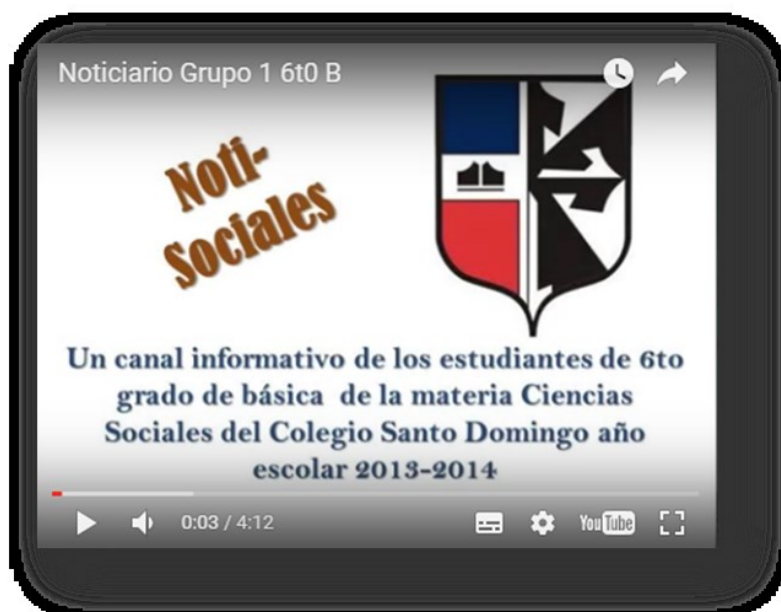 Noticiario Grupo 1 6t0 B
Noti-
sociales
Un canal informativo de los estudiantes de 6to
grado de básica de la materia Ciencias
Sociales del Colegio Santo Domingo año
escolar 2013-2014
0:03 / 4:12
YouTube